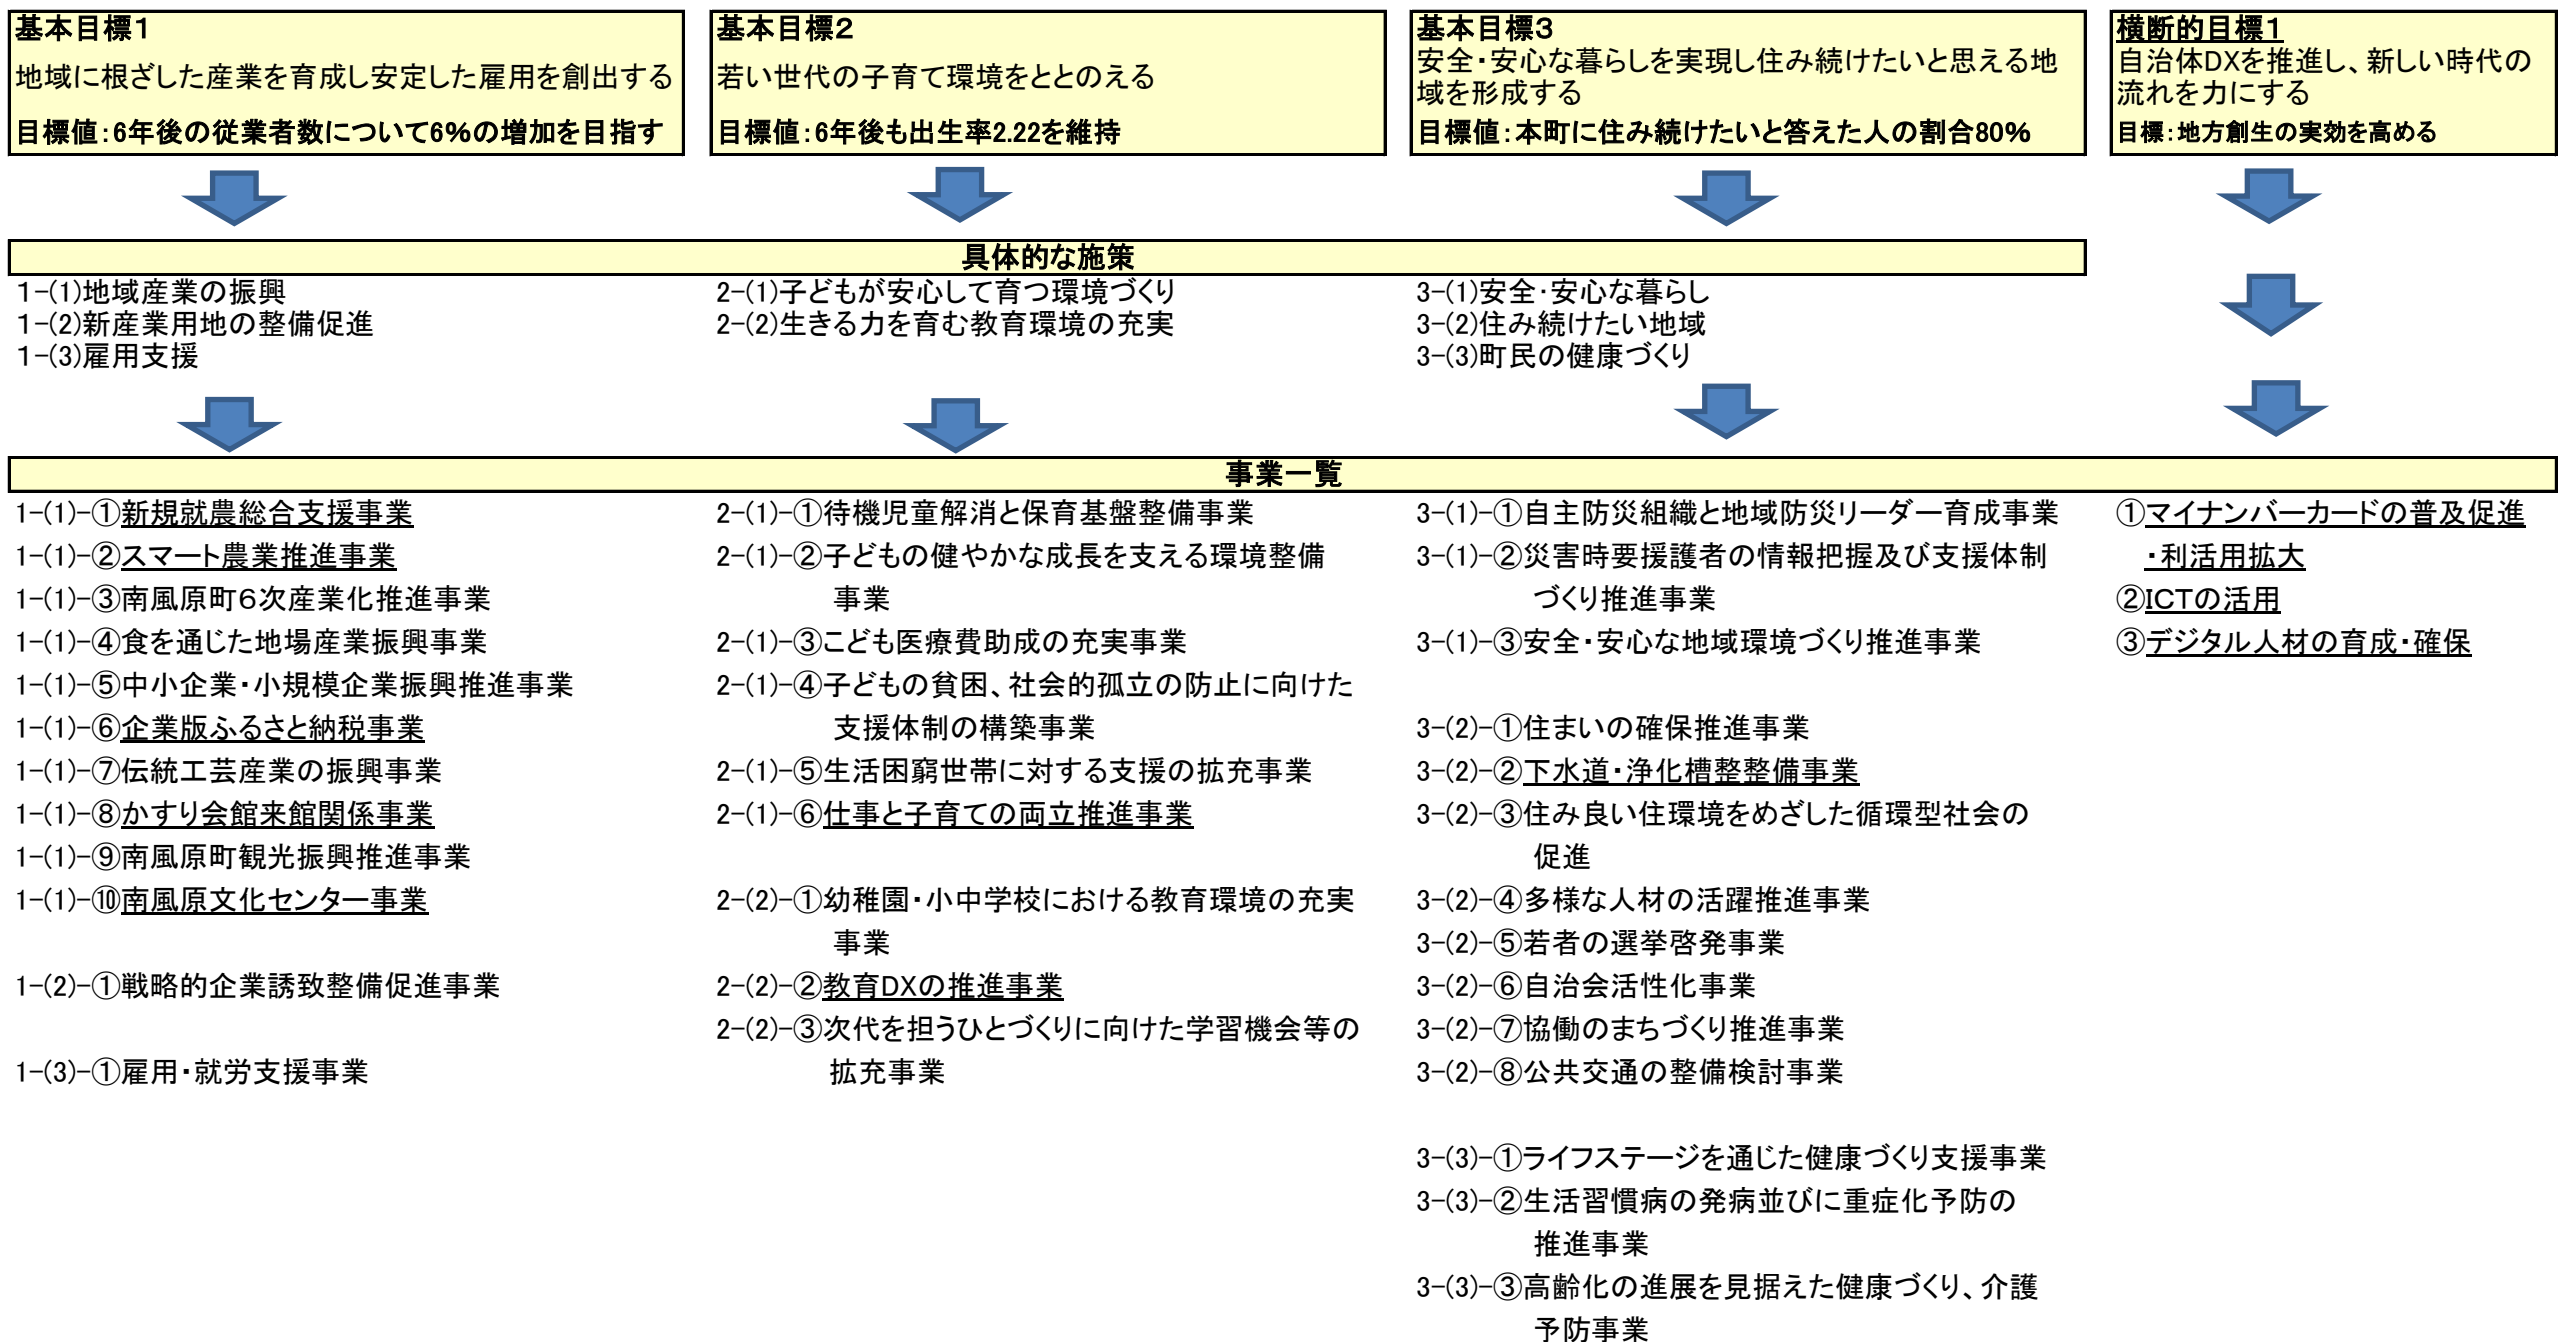 基本目標1
地域に根ざした産業を育成し安定した雇用を創出する
目標値：6年後の従業者数について6％の増加を目指す
基本目標2
若い世代の子育て環境をととのえる
目標値：6年後も出生率2.22を維持
基本目標3
安全・安心な暮らしを実現し住み続けたいと思える地
域を形成する
目標値：本町に住み続けたいと答えた人の割合80％
横断的目標1
自治体DXを推進し、新しい時代の
流れを力にする
目標：地方創生の実効を高める
具体的な施策
1-(1)地域産業の振興
1-(2)新産業用地の整備促進
1-(3)雇用支援
2-(1)子どもが安心して育つ環境づくり
2-(2)生きる力を育む教育環境の充実
3-(1)安全・安心な暮らし
3-(2)住み続けたい地域
3-(3)町民の健康づくり
事業一覧
1-(1)-①新規就農総合支援事業
1-(1)-②スマート農業推進事業
1-(1)-③南風原町6次産業化推進事業
1-(1)-④食を通じた地場産業振興事業
1-(1)-⑤中小企業・小規模企業振興推進事業
1-(1)-⑥企業版ふるさと納税事業
1-(1)-⑦伝統工芸産業の振興事業
1-(1)-⑧かすり会館来館関係事業
1-(1)-⑨南風原町観光振興推進事業
1-(1)-⑩南風原文化センター事業
1-(2)-①戦略的企業誘致整備促進事業
1-(3)-①雇用・就労支援事業
2-(1)-①待機児童解消と保育基盤整備事業
2-(1)-②子どもの健やかな成長を支える環境整備
事業
2-(1)-③こども医療費助成の充実事業
2-(1)-④子どもの貧困、社会的孤立の防止に向けた
支援体制の構築事業
2-(1)-⑤生活困窮世帯に対する支援の拡充事業
2-(1)-⑥仕事と子育ての両立推進事業
2-(2)-①幼稚園・小中学校における教育環境の充実
事業
2-(2)-②教育DXの推進事業
2-(2)-③次代を担うひとづくりに向けた学習機会等の
拡充事業
3-(1)-①自主防災組織と地域防災リーダー育成事業
3-(1)-②災害時要援護者の情報把握及び支援体制
づくり推進事業
3-(1)-③安全・安心な地域環境づくり推進事業
3-(2)-①住まいの確保推進事業
3-(2)-②下水道・浄化槽整整備事業
3-(2)-③住み良い住環境をめざした循環型社会の
促進
3-(2)-④多様な人材の活躍推進事業
3-(2)-⑤若者の選挙啓発事業
3-(2)-⑥自治会活性化事業
3-(2)-⑦協働のまちづくり推進事業
3-(2)-⑧公共交通の整備検討事業
3-(3)-①ライフステージを通じた健康づくり支援事業
3-(3)-②生活習慣病の発病並びに重症化予防の
推進事業
3-(3)-③高齢化の進展を見据えた健康づくり、介護
予防事業
①マイナンバーカードの普及促進
・利活用拡大
②ICTの活用
③デジタル人材の育成・確保